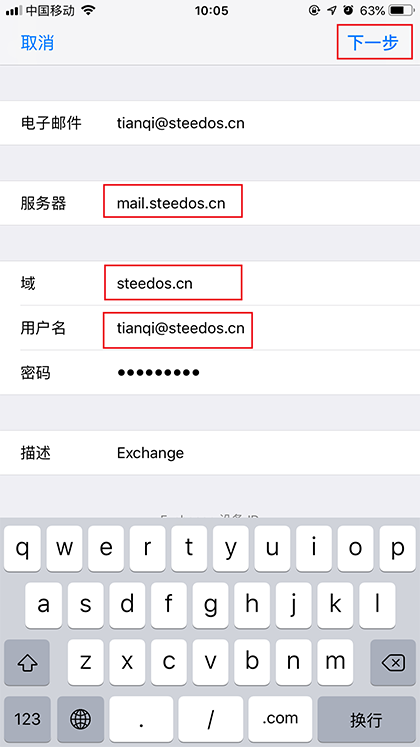 中国移动 10:05 63%
取消 下一步
电子邮件 tianqi@steedos.cn
服务器 mail.steedos.cn
域 steedos.cn
用户名 tianqi@steedos.cn
密码 ●●●●●●●●●
描述 Exchange
q w e r t y u i o p
a s d f g h j k l
z x c v b n m
123 . / .com 换行